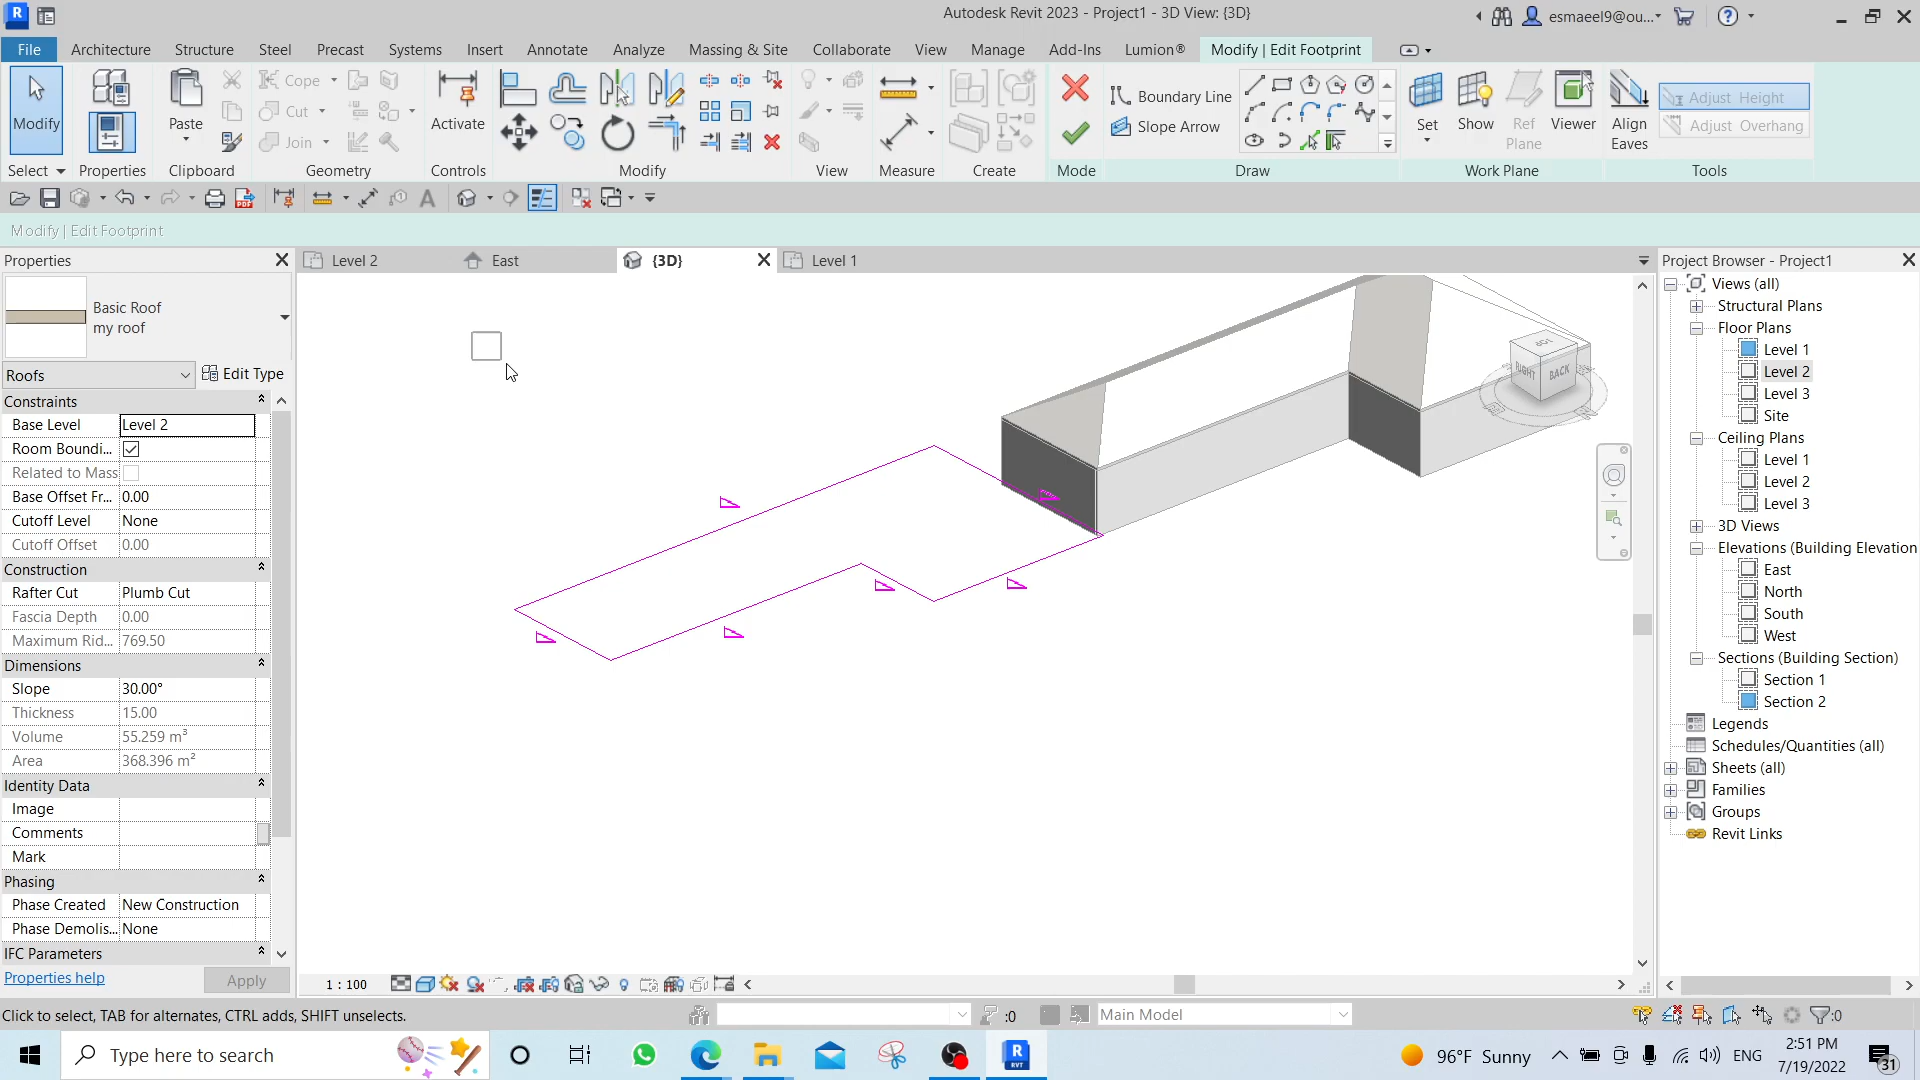 Autodesk Revit 2023 - Project1 - 3D View: {3D}
esmaeel9@ou...
File Architecture Structure Steel Precast Systems Insert Annotate Analyze Massing & Site Collaborate View Manage Add-Ins Lumion® Modify | Edit Footprint
Modify
Paste
Cope
Cut
Join
Activate
Boundary Line
Slope Arrow
Set
Show
Ref Plane
Viewer
Align Eaves
Adjust Height
Adjust Overhang
Select Properties Clipboard Geometry Controls Modify View Measure Create Mode Draw Work Plane Tools
Modify | Edit Footprint
Properties
Level 2
East
{3D}
Level 1
Project Browser - Project1
Basic Roof
my roof
Roofs
Edit Type
Constraints
Base Level Level 2
Room Boundi...
Related to Mass
Base Offset Fr... 0.00
Cutoff Level None
Cutoff Offset 0.00
Construction
Rafter Cut Plumb Cut
Fascia Depth 0.00
Maximum Rid... 769.50
Dimensions
Slope 30.00°
Thickness 15.00
Volume 55.259 m³
Area 368.396 m²
Identity Data
Image
Comments
Mark
Phasing
Phase Created New Construction
Phase Demolis... None
IFC Parameters
Properties help
Apply
RIGHT
BACK
TOP
Views (all)
Structural Plans
Floor Plans
Level 1
Level 2
Level 3
Site
Ceiling Plans
Level 1
Level 2
Level 3
3D Views
Elevations (Building Elevation
East
North
South
West
Sections (Building Section)
Section 1
Section 2
Legends
Schedules/Quantities (all)
Sheets (all)
Families
Groups
Revit Links
1 : 100
Click to select, TAB for alternates, CTRL adds, SHIFT unselects.
:0
Main Model
:0
Type here to search
96°F Sunny
ENG
2:51 PM
7/19/2022
31